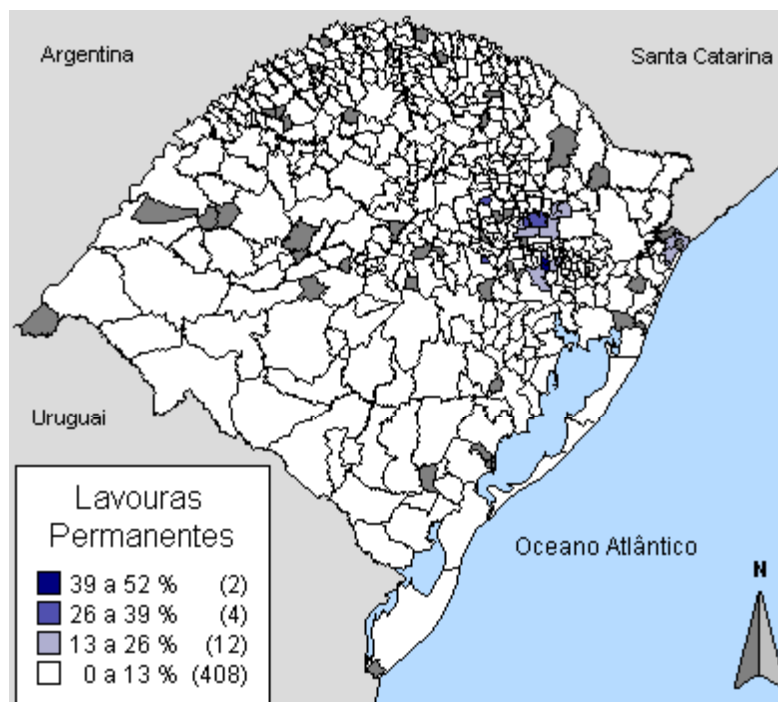 Argentina
Santa Catarina
Uruguai
Lavouras
Permanentes
39 a 52 % (2)
26 a 39 % (4)
13 a 26 % (12)
0 a 13 % (408)
Oceano Atlântico
N